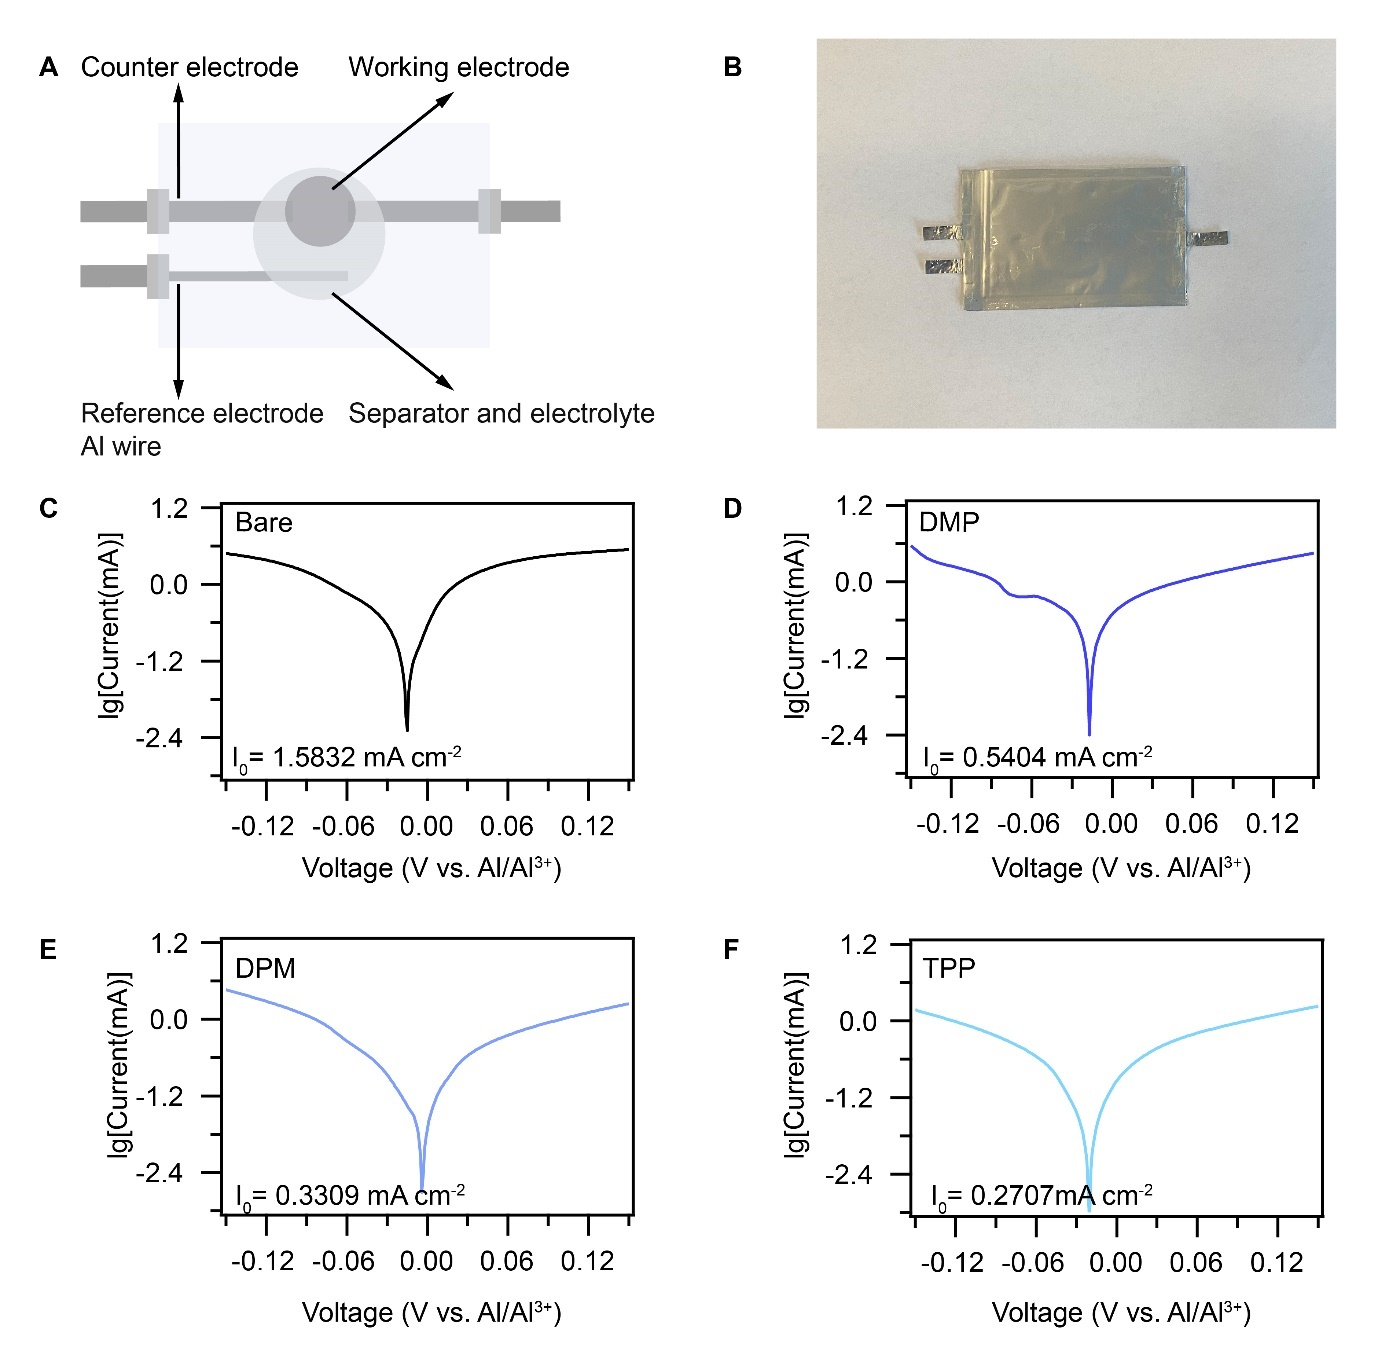 A
Counter electrode
Working electrode
Reference electrode
Al wire
Separator and electrolyte
B
C
Bare
lg[Current(mA)]
1.2
0.0
-1.2
-2.4
I₀= 1.5832 mA cm⁻²
-0.12 -0.06 0.00 0.06 0.12
Voltage (V vs. Al/Al³⁺)
D
DMP
lg[Current(mA)]
1.2
0.0
-1.2
-2.4
I₀= 0.5404 mA cm⁻²
-0.12 -0.06 0.00 0.06 0.12
Voltage (V vs. Al/Al³⁺)
E
DPM
lg[Current(mA)]
1.2
0.0
-1.2
-2.4
I₀= 0.3309 mA cm⁻²
-0.12 -0.06 0.00 0.06 0.12
Voltage (V vs. Al/Al³⁺)
F
TPP
lg[Current(mA)]
1.2
0.0
-1.2
-2.4
I₀= 0.2707mA cm⁻²
-0.12 -0.06 0.00 0.06 0.12
Voltage (V vs. Al/Al³⁺)